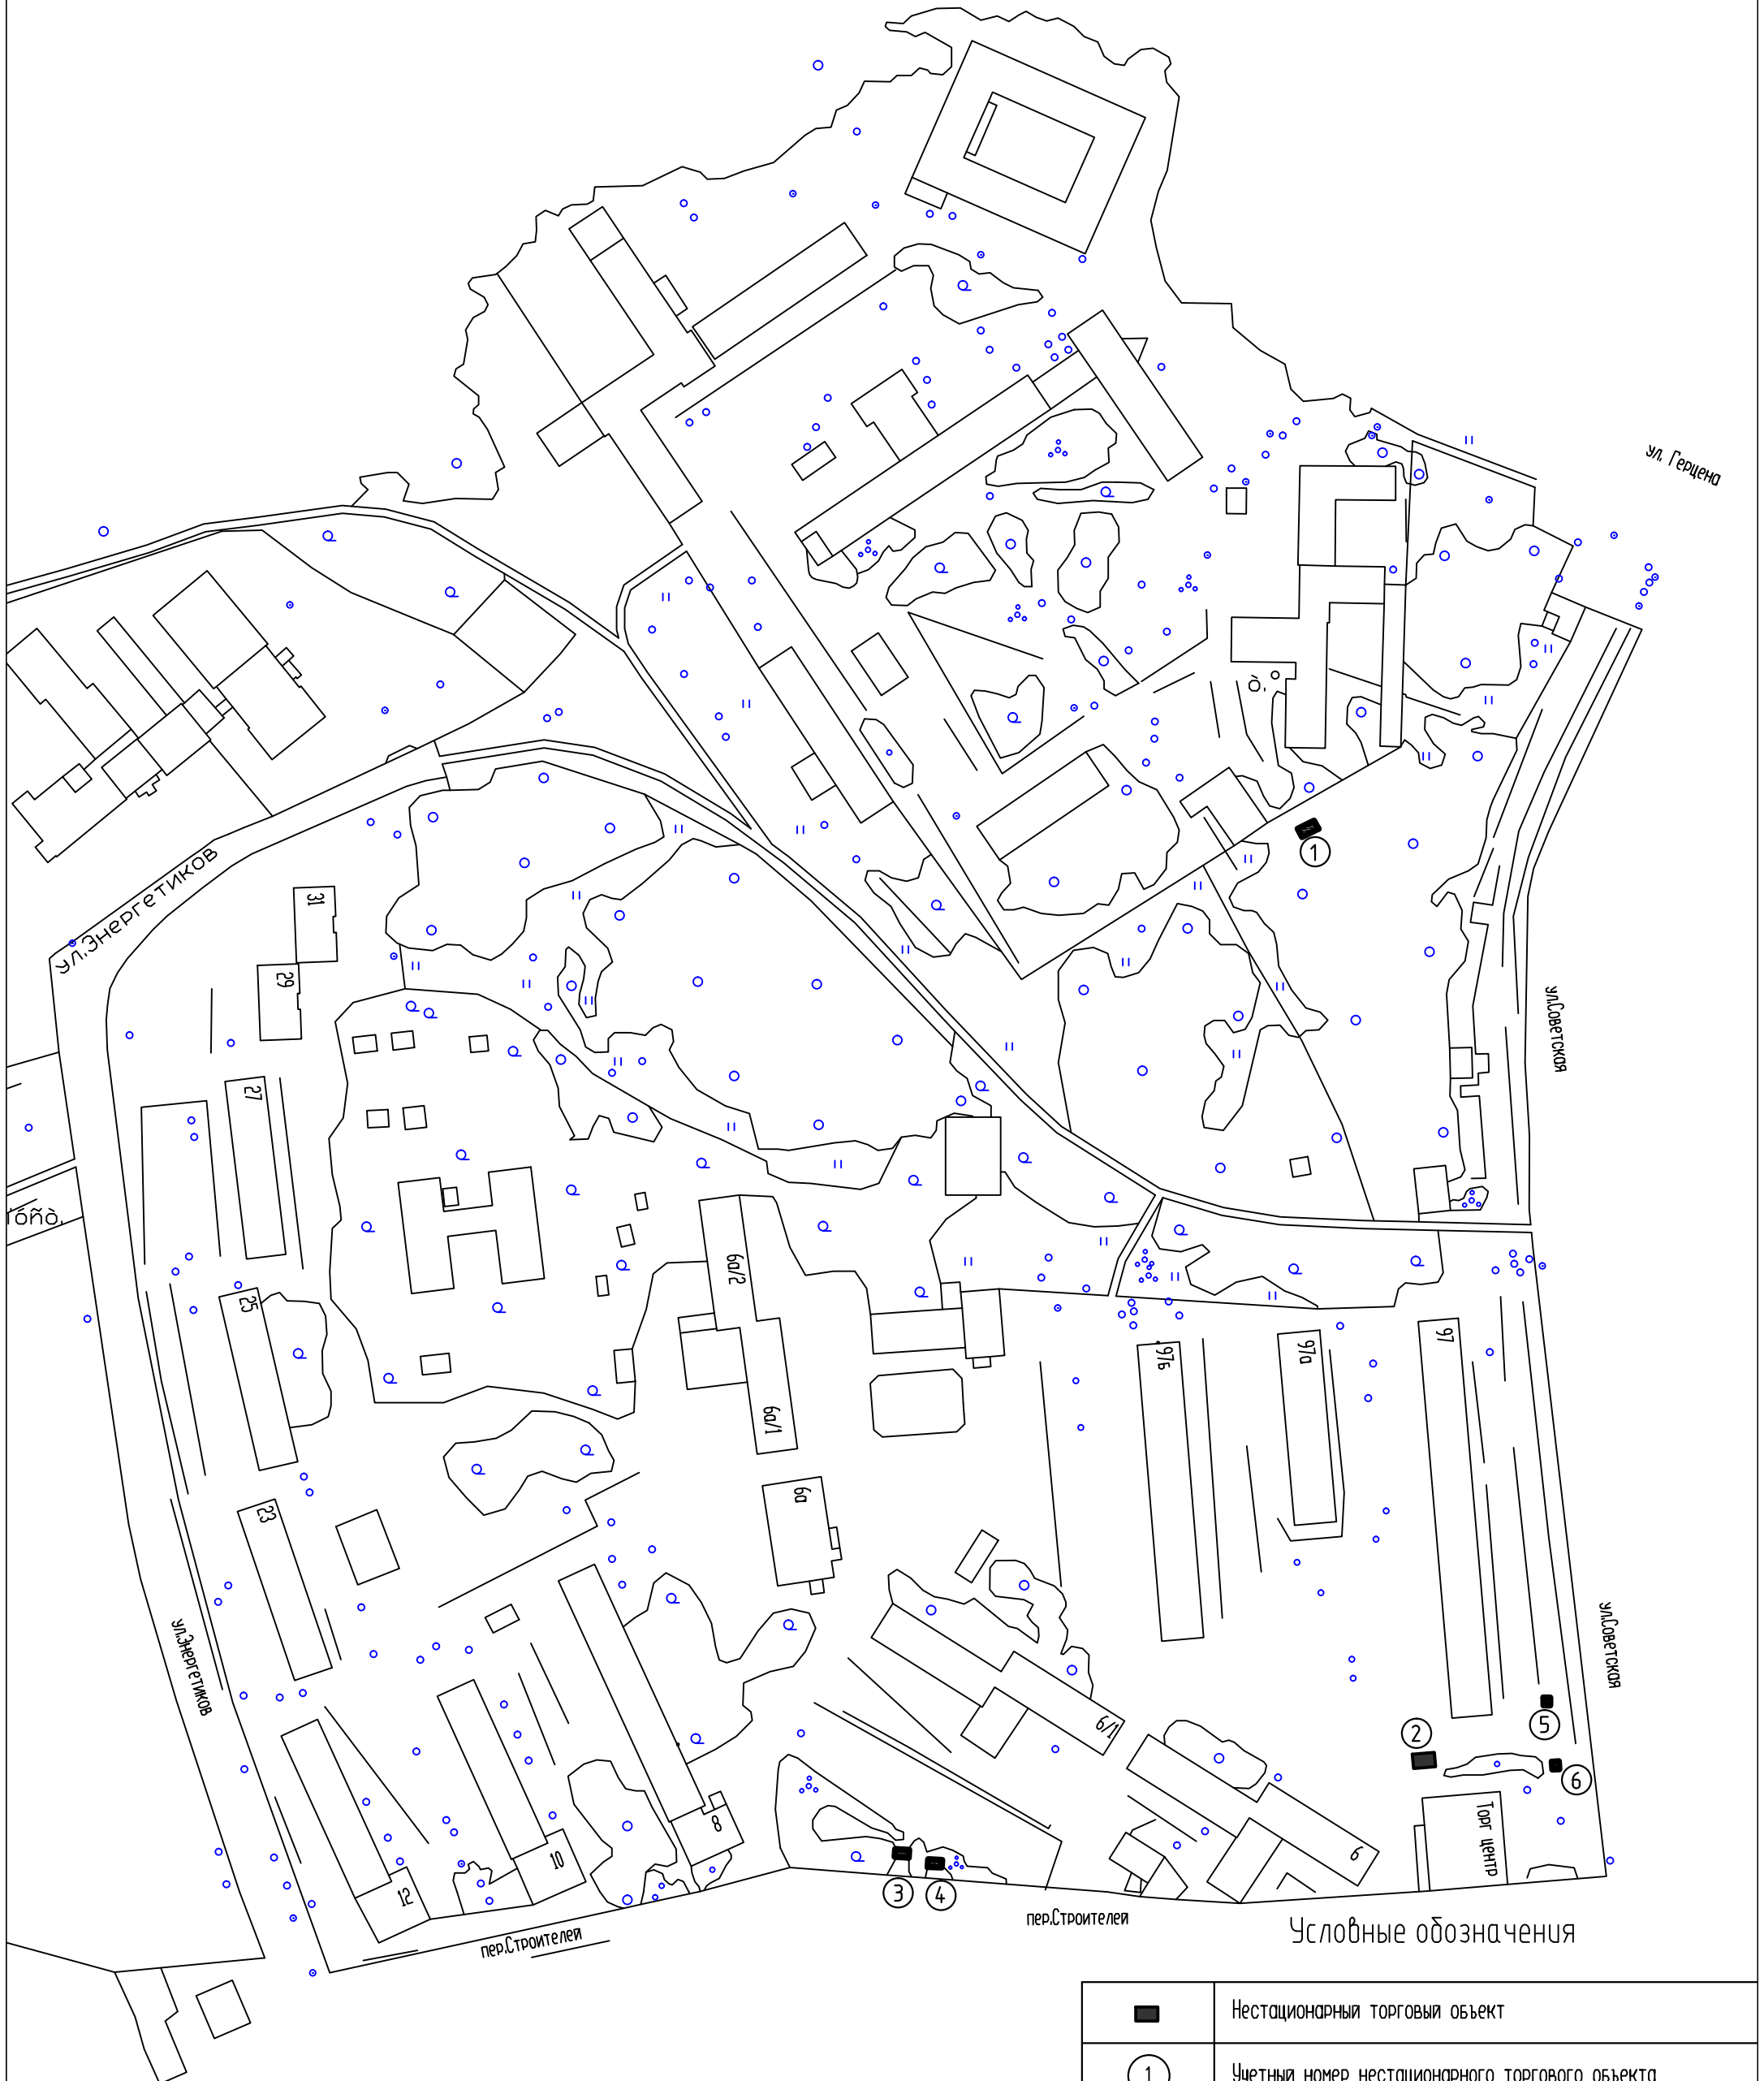 ул. Герцена
ò.
1
ул.Энергетиков
31
29
ул.Советская
27
óñò.
6а/2
25
97Б
97а
97
6а/1
6а
23
ул.Энергетиков
ул.Советская
6/1
5
2
6
Торг центр
8
10
12
6
3
4
пер.Строителей
пер.Строителей
Условные обозначения
Нестационарный торговый объект
1
Учетный номер нестационарного торгового объекта